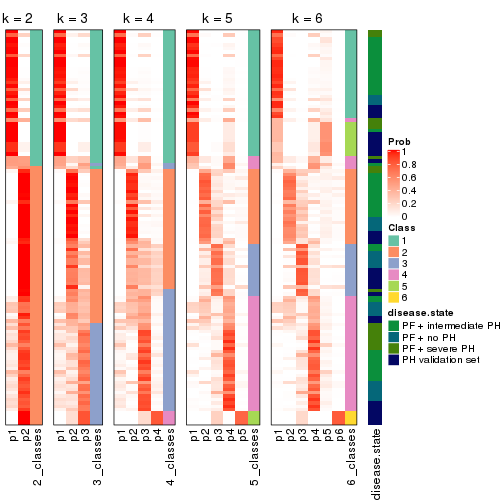 k = 2
k = 3
k = 4
k = 5
k = 6
Prob
1
0.8
0.6
0.4
0.2
0
Class
1
2
3
4
5
6
disease.state
PF + intermediate PH
PF + no PH
PF + severe PH
PH validation set
p1
p2
2_classes
p1
p2
p3
3_classes
p1
p2
p3
p4
4_classes
p1
p2
p3
p4
p5
5_classes
p1
p2
p3
p4
p5
p6
6_classes
disease.state